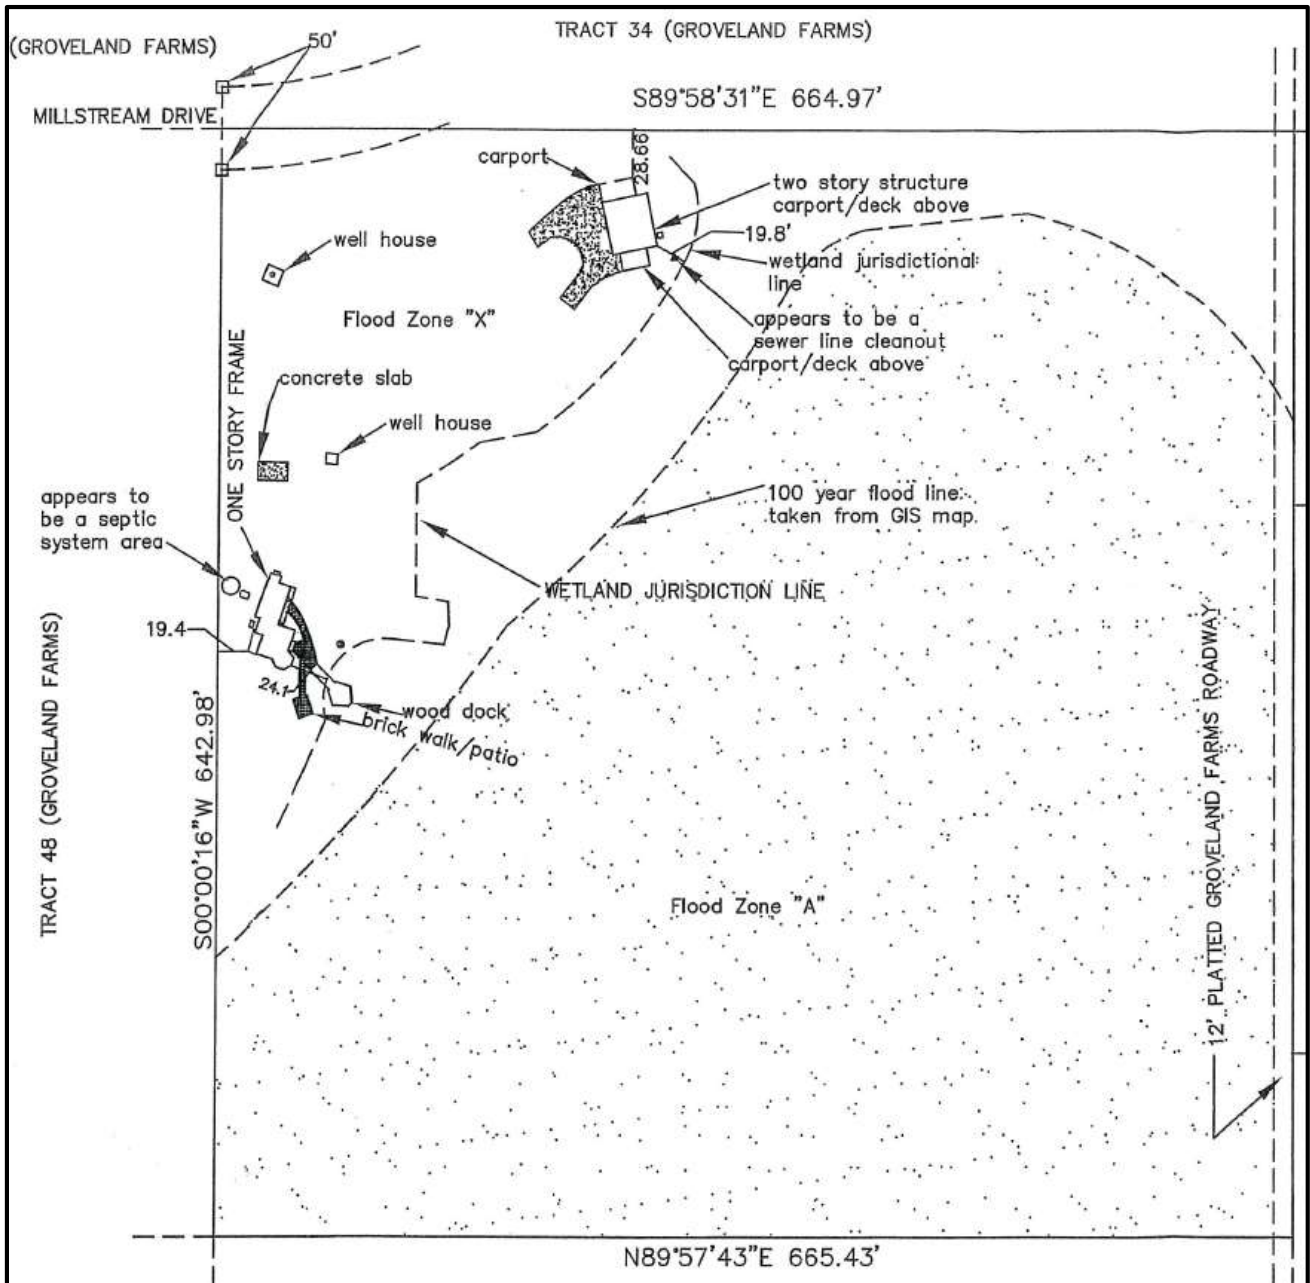 TRACT 34 (GROVELAND FARMS)
(GROVELAND FARMS)
50'
S89°58'31"E 664.97'
MILLSTREAM DRIVE
carport
28.66
two story structure
carport/deck above
19.8'
well house
wetland jurisdictional
line
Flood Zone "X"
appears to be a
sewer line cleanout
carport/deck above
concrete slab
ONE STORY FRAME
well house
appears to
be a septic
system area
100 year flood line
taken from GIS map.
WETLAND JURISDICTION LINE
19.4
24.1
wood dock
brick walk/patio
TRACT 48 (GROVELAND FARMS)
S00°00'16"W 642.98'
Flood Zone "A"
12' PLATTED GROVELAND FARMS ROADWAY
N89°57'43"E 665.43'